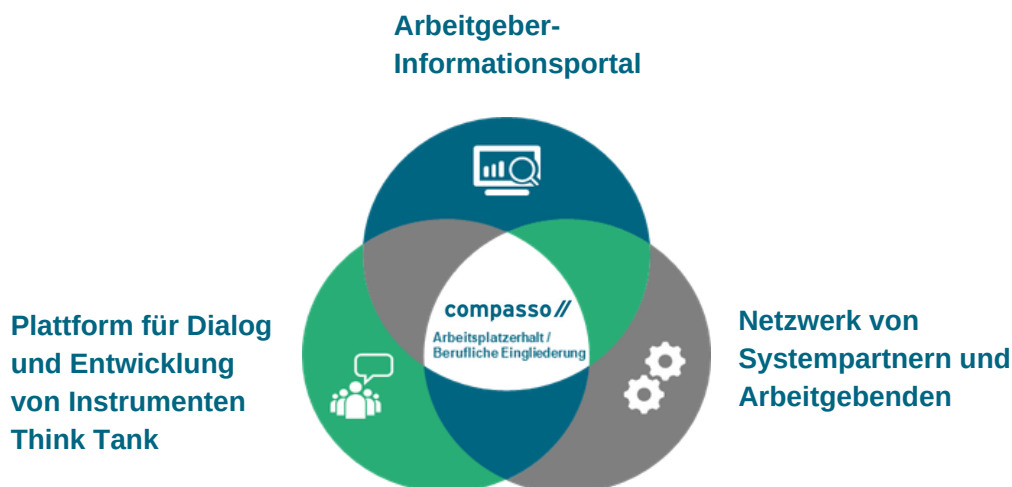 Arbeitgeber-
Informationsportal
compasso//
Arbeitsplatzerhalt /
Berufliche Eingliederung
Plattform für Dialog
und Entwicklung
von Instrumenten
Think Tank
Netzwerk von
Systempartnern und
Arbeitgebenden